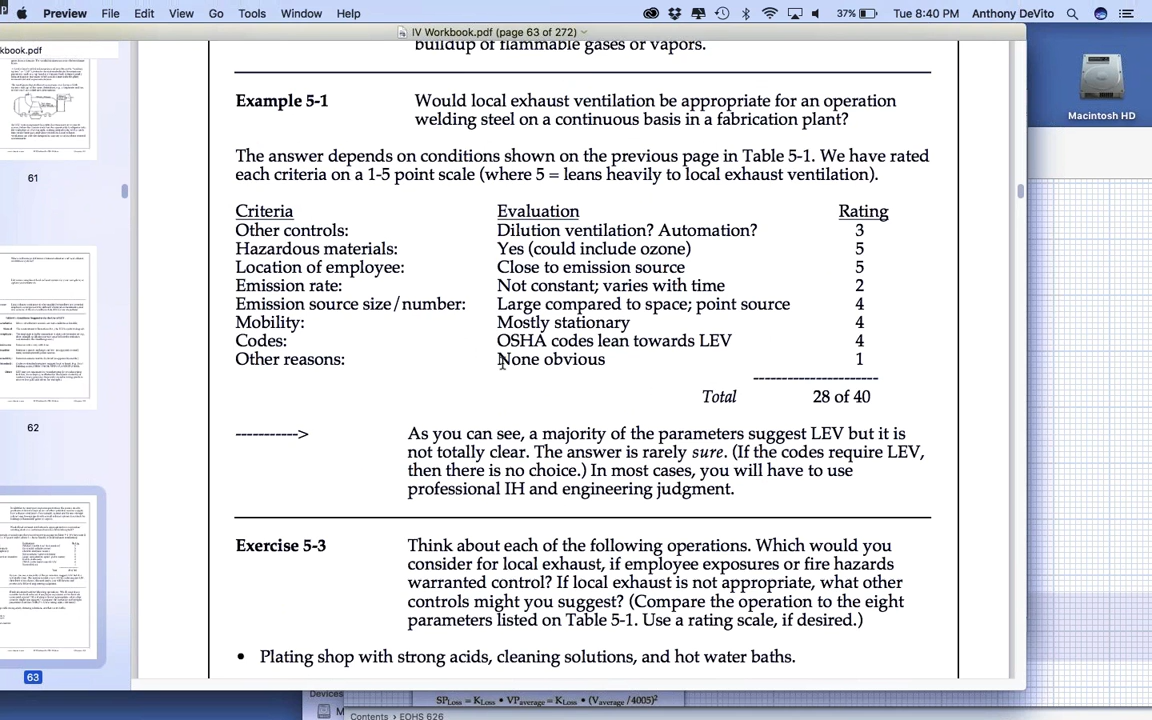 Preview File Edit View Go Tools Window Help 37% Tue 8:40 PM Anthony DeVito
IV Workbook.pdf (page 63 of 272)
kbook.pdf
buildup of flammable gases or vapors.
Example 5-1 Would local exhaust ventilation be appropriate for an operation
welding steel on a continuous basis in a fabrication plant?
The answer depends on conditions shown on the previous page in Table 5-1. We have rated
each criteria on a 1-5 point scale (where 5 = leans heavily to local exhaust ventilation).
Criteria Evaluation Rating
Other controls: Dilution ventilation? Automation? 3
Hazardous materials: Yes (could include ozone) 5
Location of employee: Close to emission source 5
Emission rate: Not constant; varies with time 2
Emission source size/number: Large compared to space; point source 4
Mobility: Mostly stationary 4
Codes: OSHA codes lean towards LEV 4
Other reasons: None obvious 1
-----------------------
Total 28 of 40
-----------> As you can see, a majority of the parameters suggest LEV but it is
not totally clear. The answer is rarely sure. (If the codes require LEV,
then there is no choice.) In most cases, you will have to use
professional IH and engineering judgment.
Exercise 5-3 Think about each of the following operations. Which would you
consider for local exhaust, if employee exposures or fire hazards
warranted control? If local exhaust is not appropriate, what other
controls might you suggest? (Compare the operation to the eight
parameters listed on Table 5-1. Use a rating scale, if desired.)
• Plating shop with strong acids, cleaning solutions, and hot water baths.
61
62
63
Macintosh HD
Devices
M
SPLoss = KLoss • VPaverage = KLoss • (Vaverage /4005)²
Contents > EOHS 626